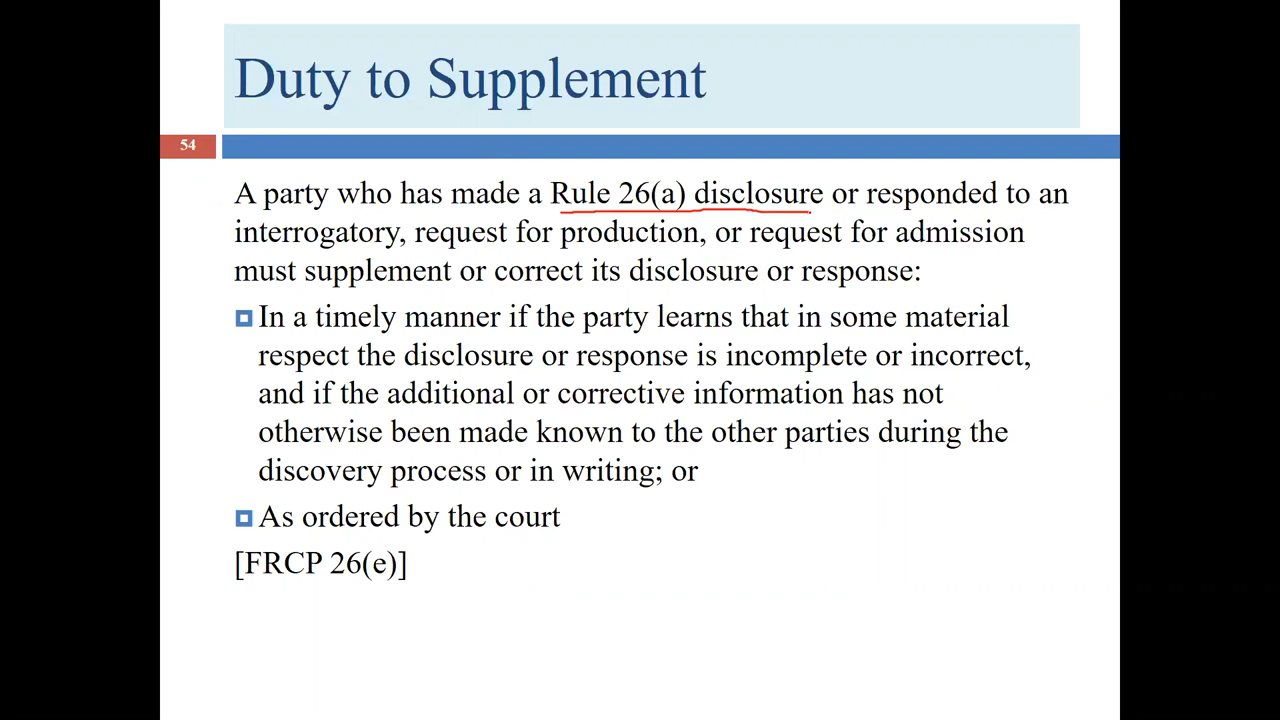 Duty to Supplement
54
A party who has made a Rule 26(a) disclosure or responded to an
interrogatory, request for production, or request for admission
must supplement or correct its disclosure or response:
In a timely manner if the party learns that in some material
respect the disclosure or response is incomplete or incorrect,
and if the additional or corrective information has not
otherwise been made known to the other parties during the
discovery process or in writing; or
As ordered by the court
[FRCP 26(e)]